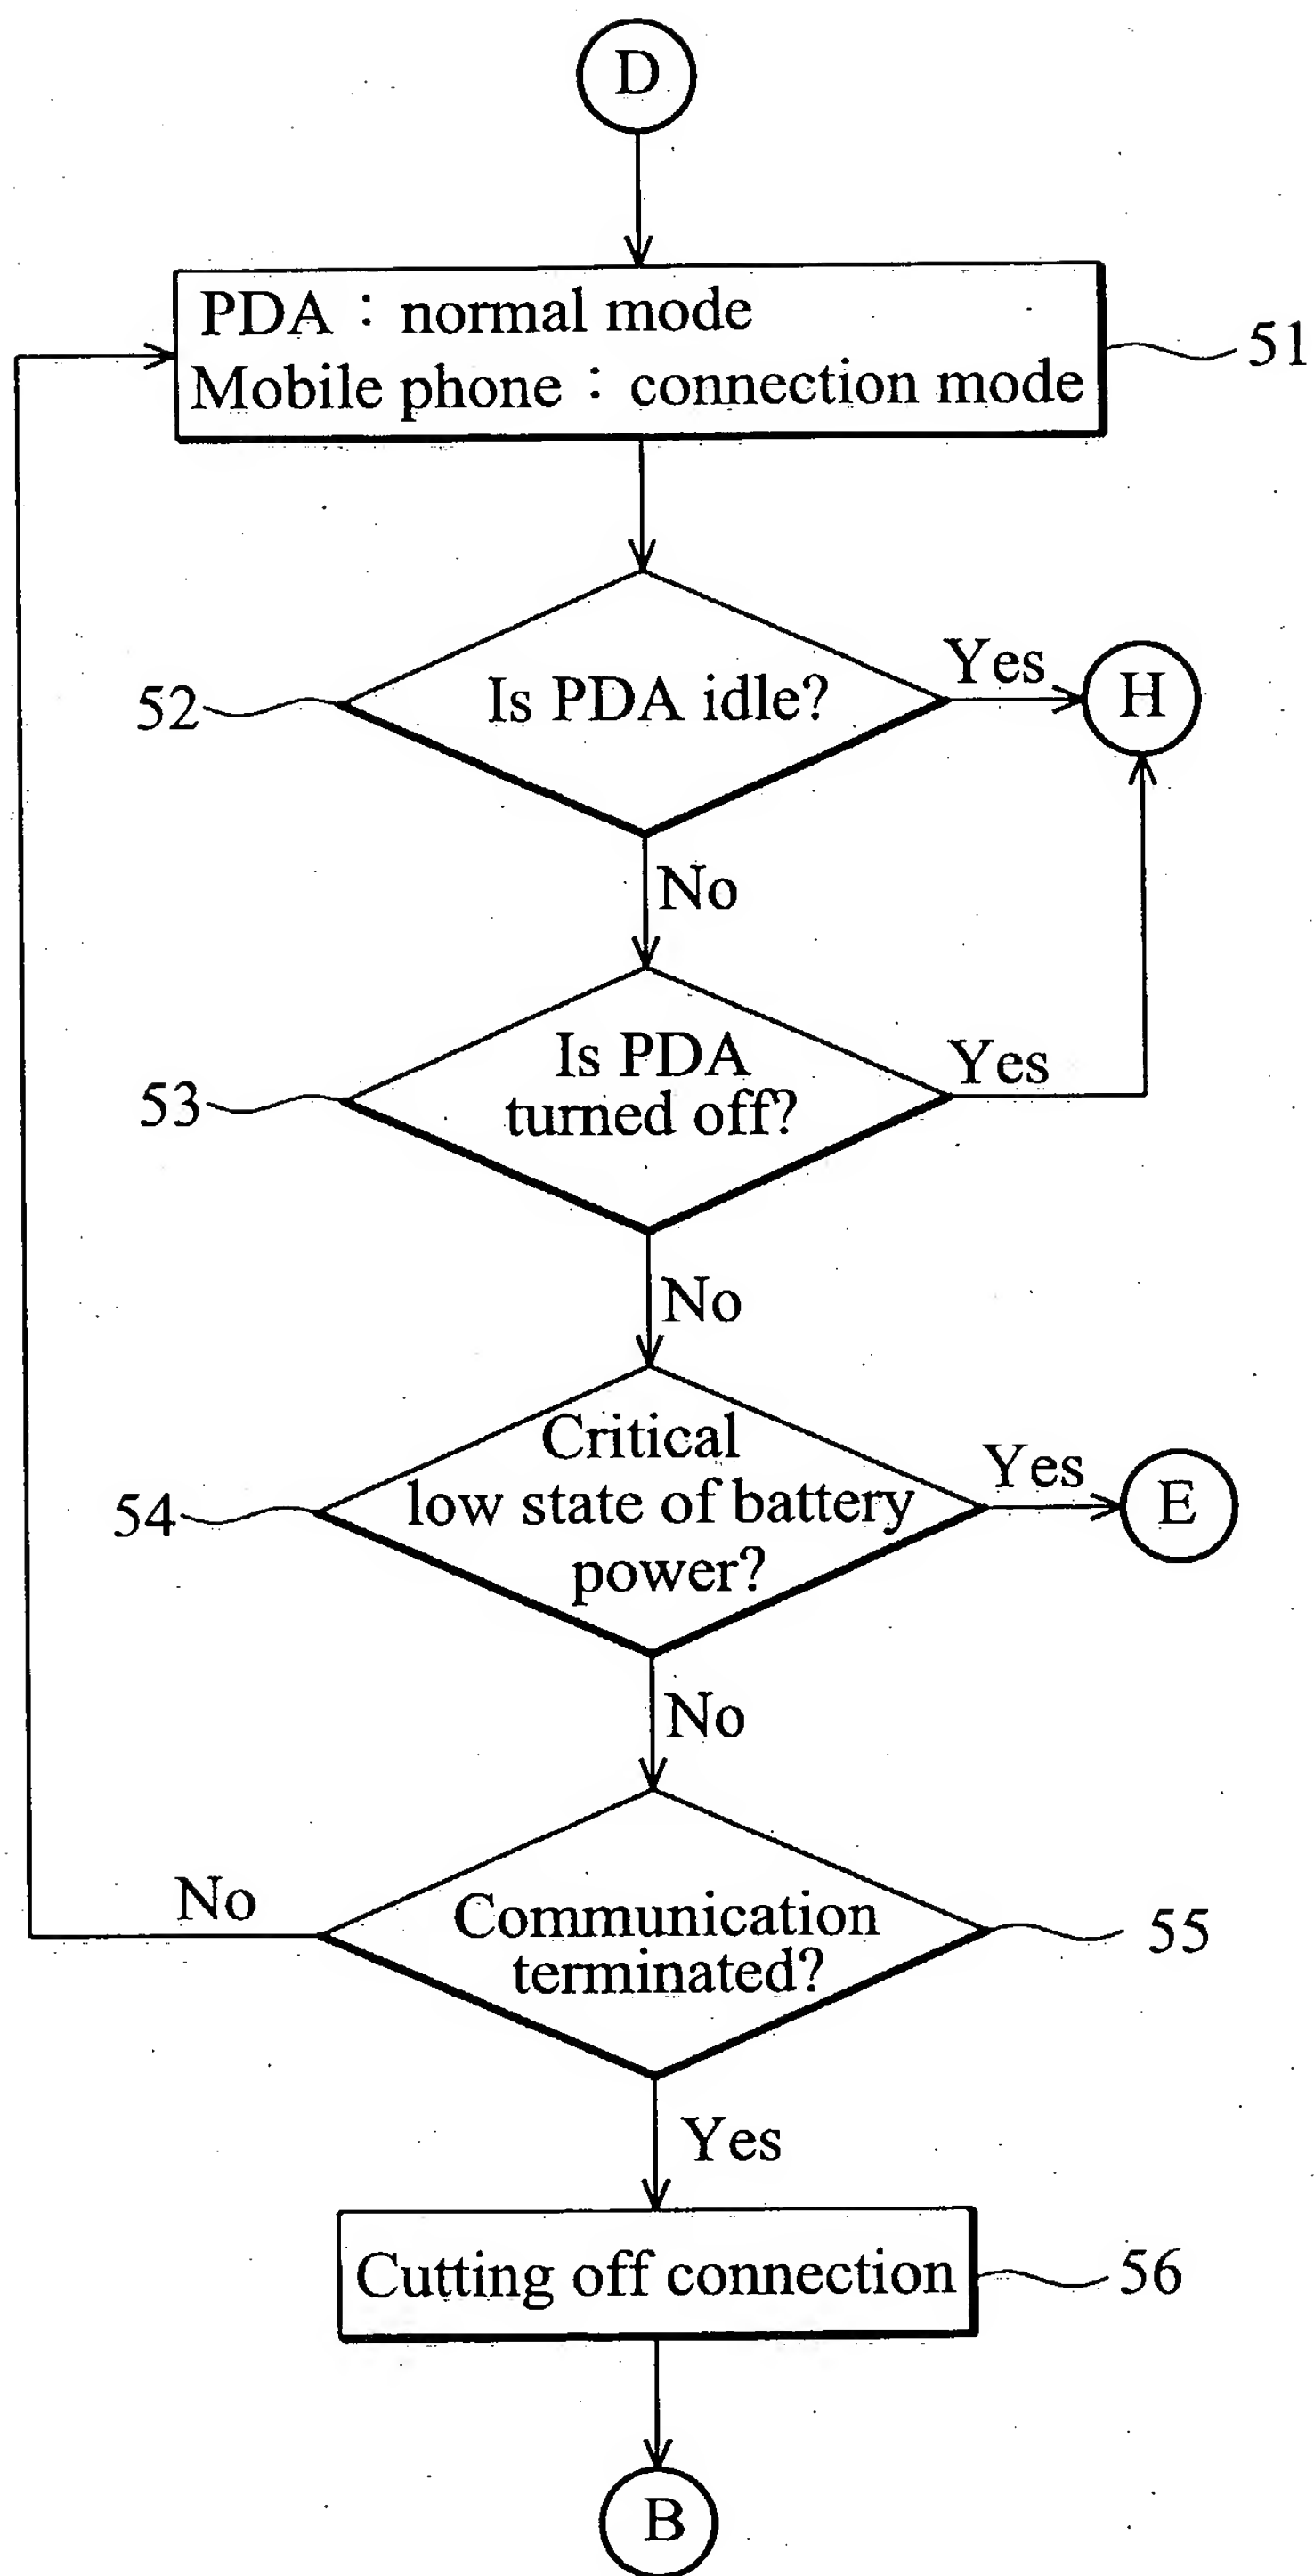 D
PDA : normal mode
Mobile phone : connection mode
51
Is PDA idle?
52
Yes
H
No
Is PDA
turned off?
53
Yes
No
Critical
low state of battery
power?
54
Yes
E
No
Communication
terminated?
55
No
Yes
Cutting off connection
56
B